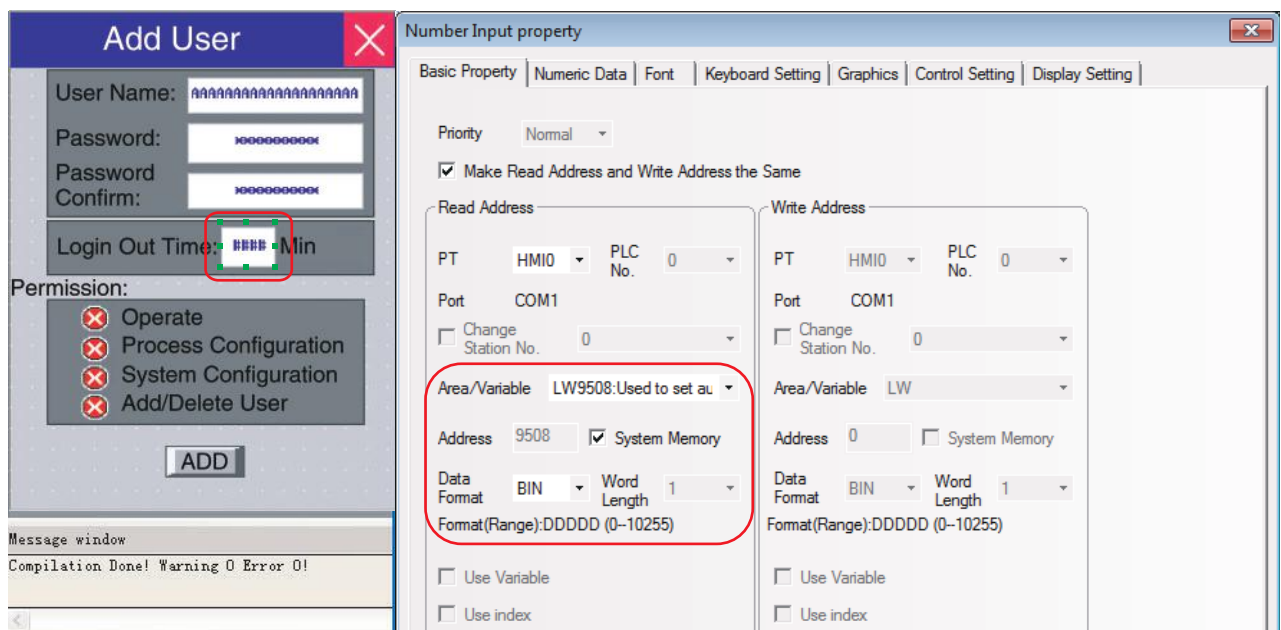 Add User
User Name: AAAAAAAAAAAAAAAAAAAA
Password: **********
Password
Confirm: **********
Login Out Time: #### Min
Permission:
Operate
Process Configuration
System Configuration
Add/Delete User
ADD
Message window
Compilation Done! Warning 0 Error 0!
Number Input property
Basic Property Numeric Data Font Keyboard Setting Graphics Control Setting Display Setting
Priority Normal
Make Read Address and Write Address the Same
Read Address
PT HMI0 PLC No. 0
Port COM1
Change Station No. 0
Area/Variable LW9508:Used to set au
Address 9508 System Memory
Data Format BIN Word Length 1
Format(Range):DDDDD (0--10255)
Use Variable
Use index
Write Address
PT HMI0 PLC No. 0
Port COM1
Change Station No. 0
Area/Variable LW
Address 0 System Memory
Data Format BIN Word Length 1
Format(Range):DDDDD (0--10255)
Use Variable
Use index